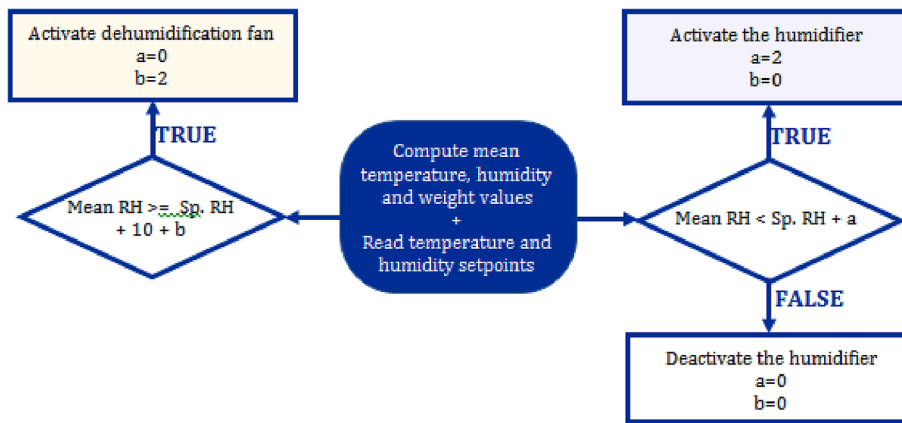 Activate dehumidification fan
a=0
b=2
Activate the humidifier
a=2
b=0
TRUE
TRUE
Compute mean
temperature, humidity
and weight values
+
Read temperature and
humidity setpoints
Mean RH >= Sp. RH
+ 10 + b
Mean RH < Sp. RH + a
FALSE
Deactivate the humidifier
a=0
b=0